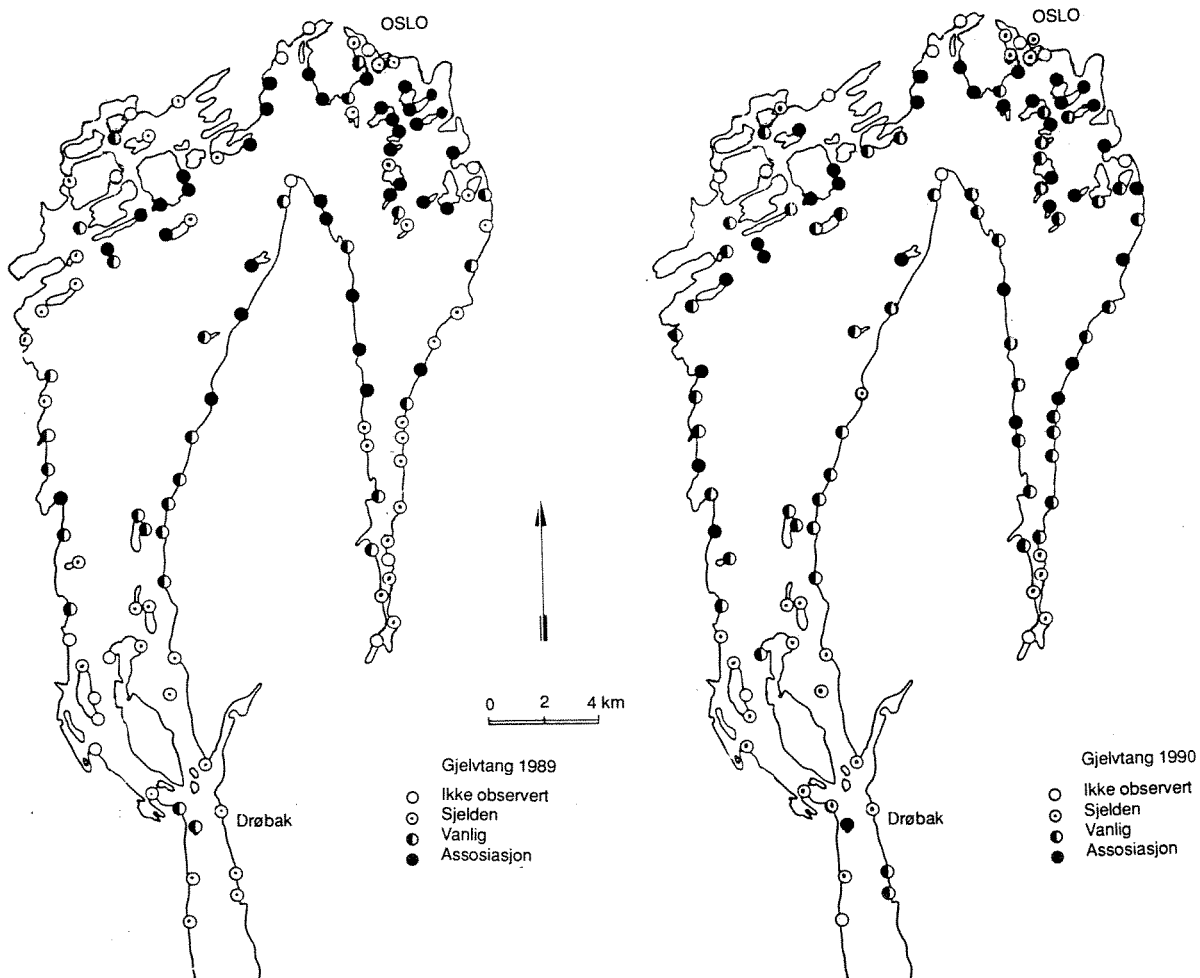 OSLO
0 2 4 km
Gjelvtang 1989
Ikke observert
Sjelden
Vanlig
Assosiasjon
Drøbak
OSLO
Gjelvtang 1990
Ikke observert
Sjelden
Vanlig
Assosiasjon
Drøbak